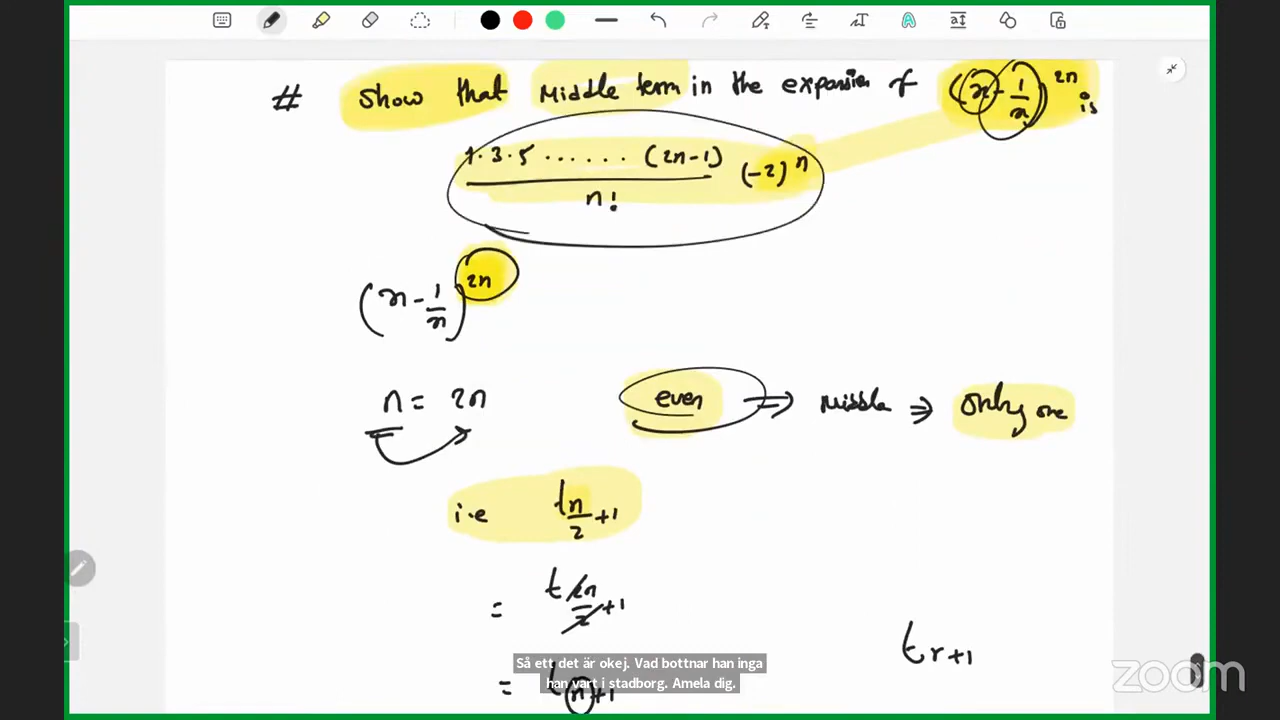 # Show that Middle term in the expansion of (x - 1/x)^2n is
1·3·5 ...... (2n-1) / n! (-2)^n
(x - 1/x)^2n
n = 2n even ⇒ Middle ⇒ only one
i.e t n/2 +1
= t 2n/2 +1
t r+1
= t n+1
Så ett det är okej. Vad bottnar han inga
han vart i stadborg. Amela dig.
zoom